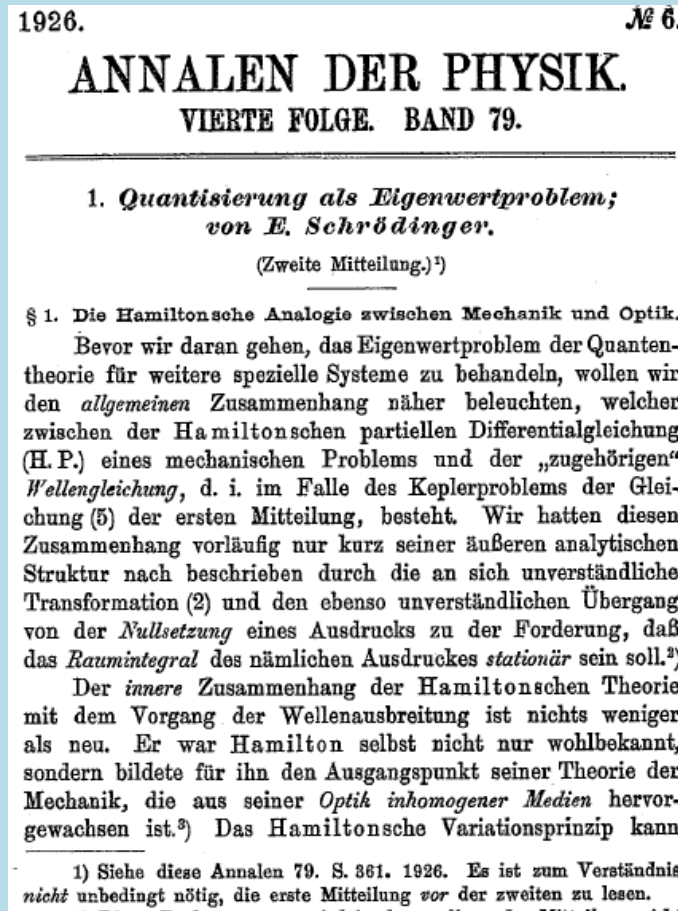 1926. № 6.
ANNALEN DER PHYSIK.
VIERTE FOLGE. BAND 79.
1. Quantisierung als Eigenwertproblem;
von E. Schrödinger.
(Zweite Mitteilung.)¹)
§ 1. Die Hamiltonsche Analogie zwischen Mechanik und Optik.
Bevor wir daran gehen, das Eigenwertproblem der Quanten-
theorie für weitere spezielle Systeme zu behandeln, wollen wir
den allgemeinen Zusammenhang näher beleuchten, welcher
zwischen der Hamiltonschen partiellen Differentialgleichung
(H. P.) eines mechanischen Problems und der „zugehörigen“
Wellengleichung, d. i. im Falle des Keplerproblems der Glei-
chung (5) der ersten Mitteilung, besteht. Wir hatten diesen
Zusammenhang vorläufig nur kurz seiner äußeren analytischen
Struktur nach beschrieben durch die an sich unverständliche
Transformation (2) und den ebenso unverständlichen Übergang
von der Nullsetzung eines Ausdrucks zu der Forderung, daß
das Raumintegral des nämlichen Ausdruckes stationär sein soll.²)
Der innere Zusammenhang der Hamiltonschen Theorie
mit dem Vorgang der Wellenausbreitung ist nichts weniger
als neu. Er war Hamilton selbst nicht nur wohlbekannt,
sondern bildete für ihn den Ausgangspunkt seiner Theorie der
Mechanik, die aus seiner Optik inhomogener Medien hervor-
gewachsen ist.³) Das Hamiltonsche Variationsprinzip kann
1) Siehe diese Annalen 79. S. 361. 1926. Es ist zum Verständnis
nicht unbedingt nötig, die erste Mitteilung vor der zweiten zu lesen.